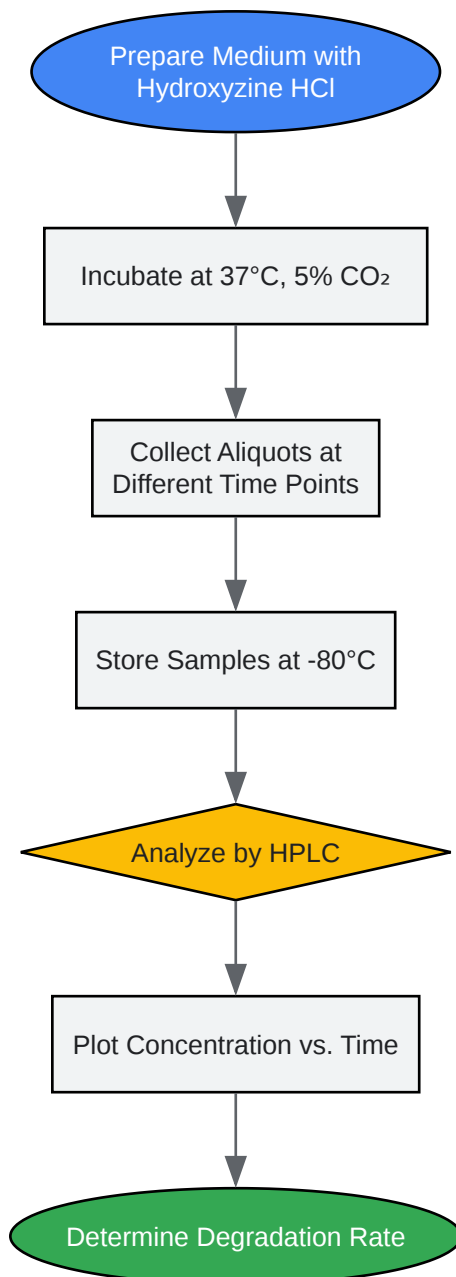 Prepare Medium with
Hydroxyzine HCl
Incubate at 37°C, 5% CO₂
Collect Aliquots at
Different Time Points
Store Samples at -80°C
Analyze by HPLC
Plot Concentration vs. Time
Determine Degradation Rate